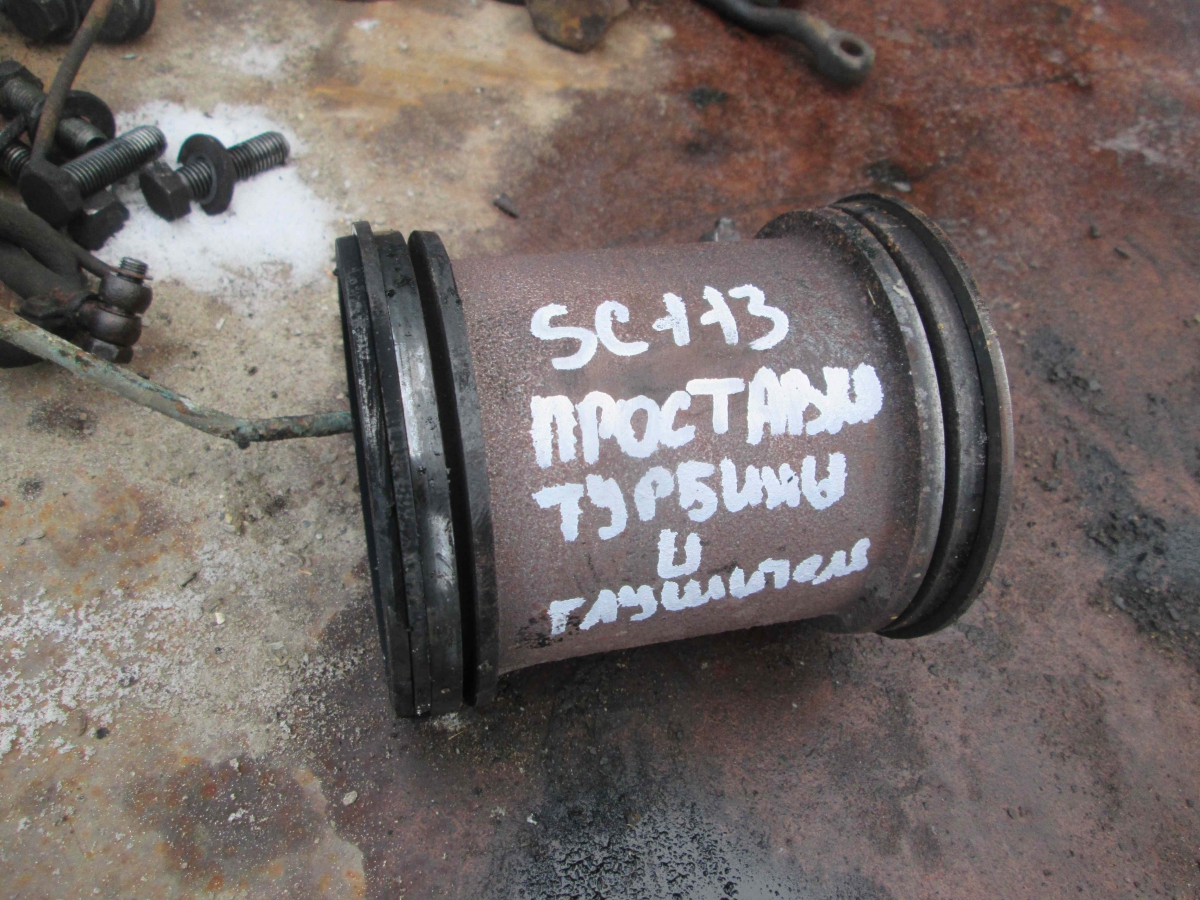 SC113
ПРОСТАВКИ
ТУРБИНЫ
И
глушителя